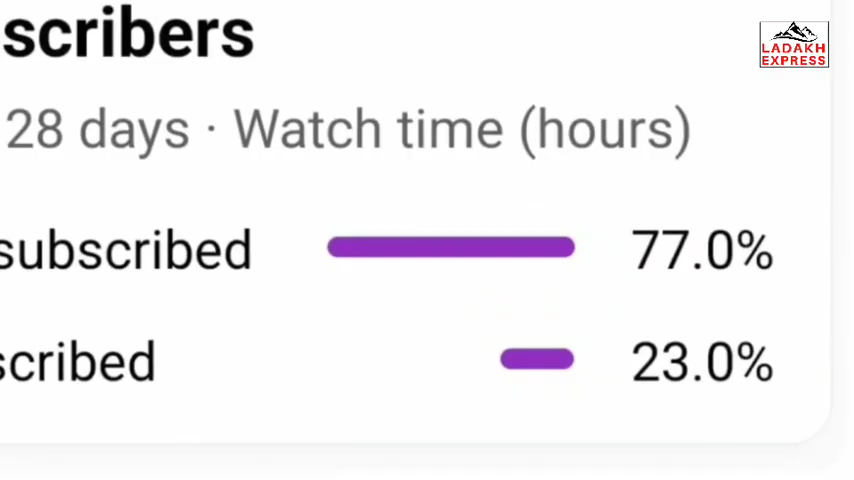 scribers
LADAKH
EXPRESS
28 days · Watch time (hours)
subscribed 77.0%
scribed 23.0%